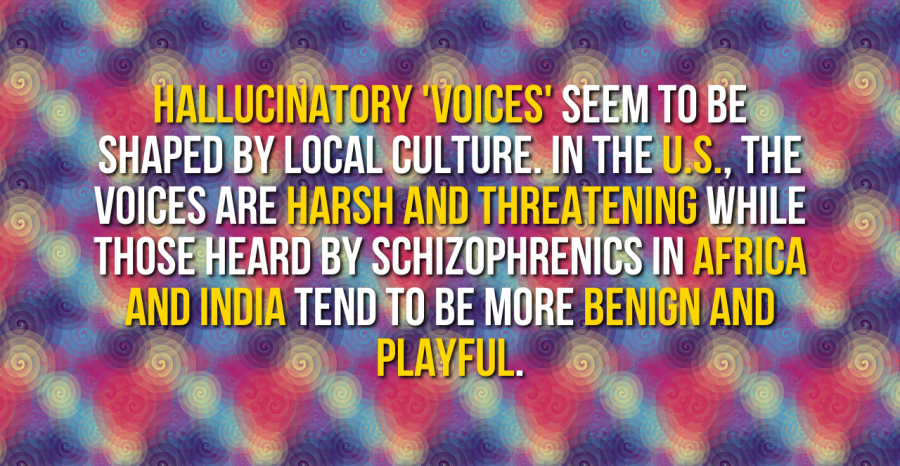 HALLUCINATORY 'VOICES' SEEM TO BE
SHAPED BY LOCAL CULTURE. IN THE U.S., THE
VOICES ARE HARSH AND THREATENING WHILE
THOSE HEARD BY SCHIZOPHRENICS IN AFRICA
AND INDIA TEND TO BE MORE BENIGN AND
PLAYFUL.